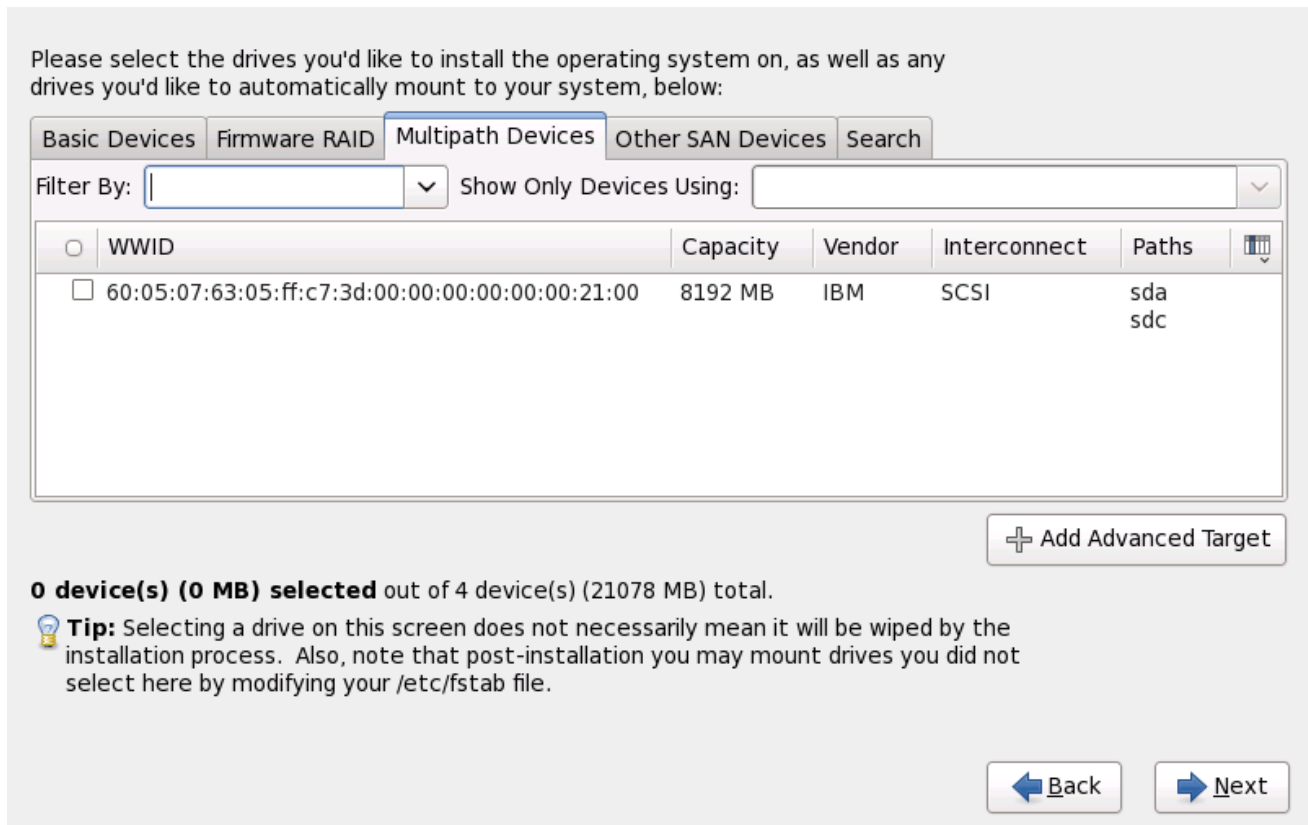 Please select the drives you'd like to install the operating system on, as well as any
drives you'd like to automatically mount to your system, below:
Basic Devices Firmware RAID Multipath Devices Other SAN Devices Search
Filter By: Show Only Devices Using:
WWID Capacity Vendor Interconnect Paths
60:05:07:63:05:ff:c7:3d:00:00:00:00:00:00:21:00 8192 MB IBM SCSI sda
sdc
Add Advanced Target
0 device(s) (0 MB) selected out of 4 device(s) (21078 MB) total.
Tip: Selecting a drive on this screen does not necessarily mean it will be wiped by the
installation process. Also, note that post-installation you may mount drives you did not
select here by modifying your /etc/fstab file.
Back Next